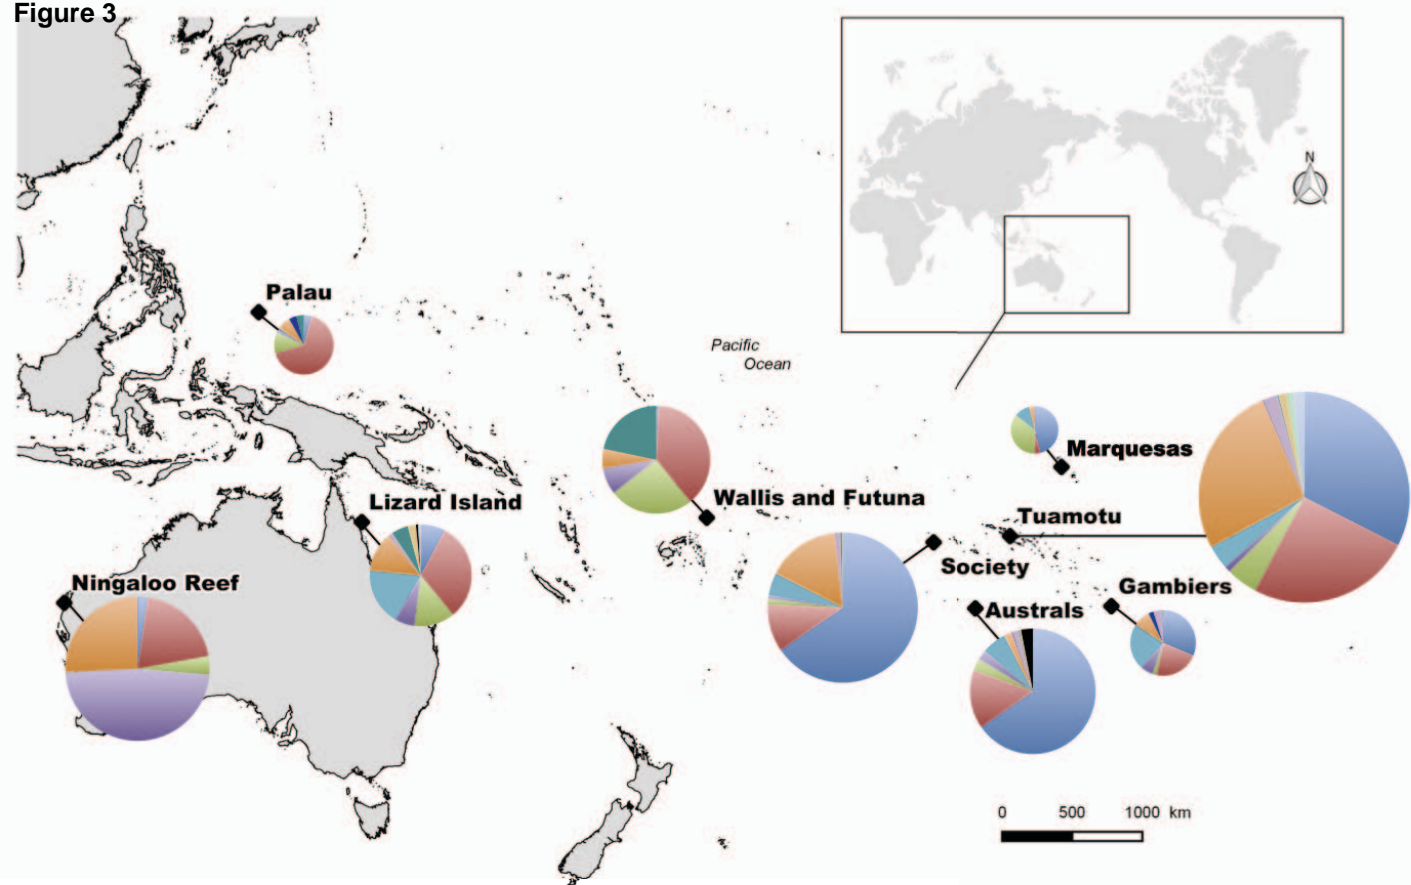 Figure 3
N
Palau
Pacific
Ocean
Marquesas
Lizard Island
Wallis and Futuna
Tuamotu
Society
Ningaloo Reef
Gambiers
Australs
0 500 1000 km